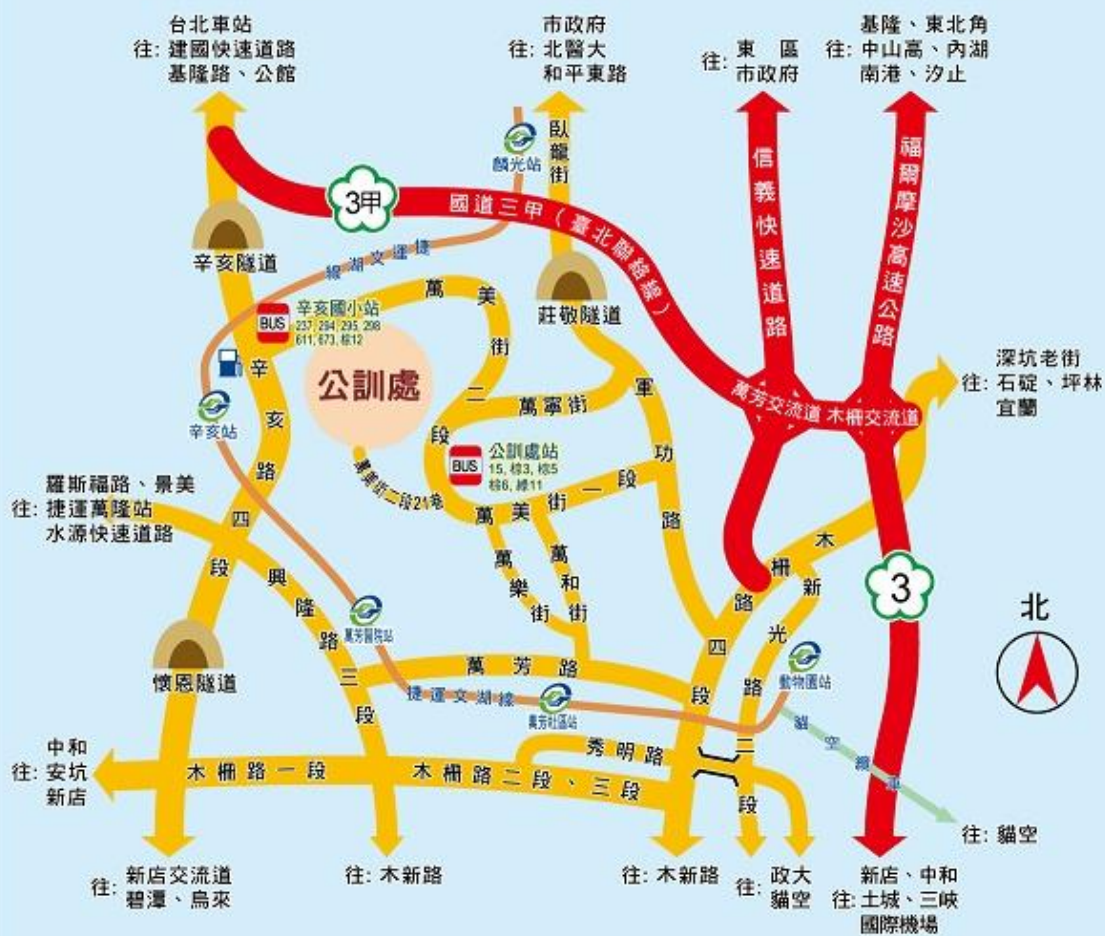 台北車站
往: 建國快速道路
基隆路、公館
市政府
往: 北醫大
和平東路
往: 東 區
市政府
基隆、東北角
往: 中山高、內湖
南港、汐止
臥龍街
麟光站
3甲
國道三甲(臺北聯絡線)
信義快速道路
福爾摩沙高速公路
辛亥隧道
捷運文湖線
莊敬隧道
BUS
辛亥國小站
237, 294, 295, 298
611, 673, 棕12
萬美街二段
公訓處
辛亥站
辛亥路四段
萬寧街
軍功路
萬芳交流道
木柵交流道
深坑老街
往: 石碇、坪林
宜蘭
BUS
公訓處站
15, 棕3, 棕5
棕6, 綠11
萬美街二段21巷
萬美街一段
羅斯福路、景美
往: 捷運萬隆站
水源快速道路
興隆路三段
萬樂街
萬和街
木柵路四段
新光路二段
3
北
萬芳醫院站
懷恩隧道
萬芳路
動物園站
捷運文湖線
萬芳社區站
貓空纜車
秀明路
中和
往: 安坑
新店
木柵路一段
木柵路二段、三段
往: 貓空
新店交流道
往: 碧潭、烏來
往: 木新路
往: 木新路
往: 政大
貓空
新店、中和
往: 土城、三峽
國際機場